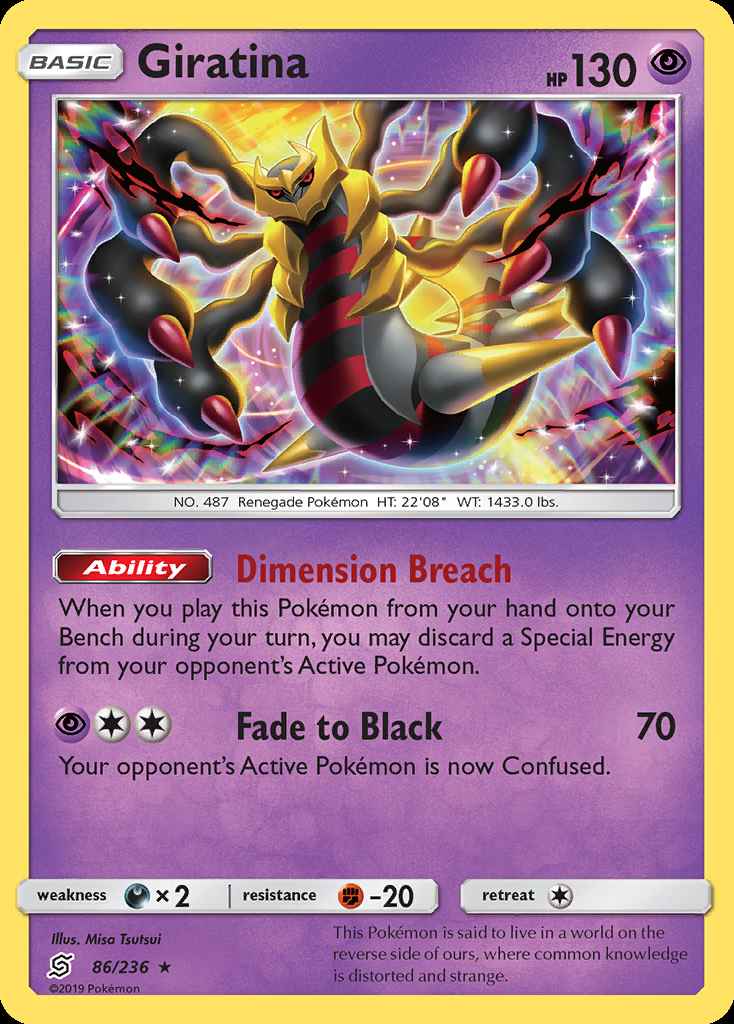 BASIC Giratina HP 130
NO. 487 Renegade Pokémon HT: 22'08" WT: 1433.0 lbs.
Ability Dimension Breach
When you play this Pokémon from your hand onto your
Bench during your turn, you may discard a Special Energy
from your opponent's Active Pokémon.
Fade to Black 70
Your opponent's Active Pokémon is now Confused.
weakness ×2 resistance -20 retreat
Illus. Misa Tsutsui
86/236 ★
©2019 Pokémon
This Pokémon is said to live in a world on the
reverse side of ours, where common knowledge
is distorted and strange.